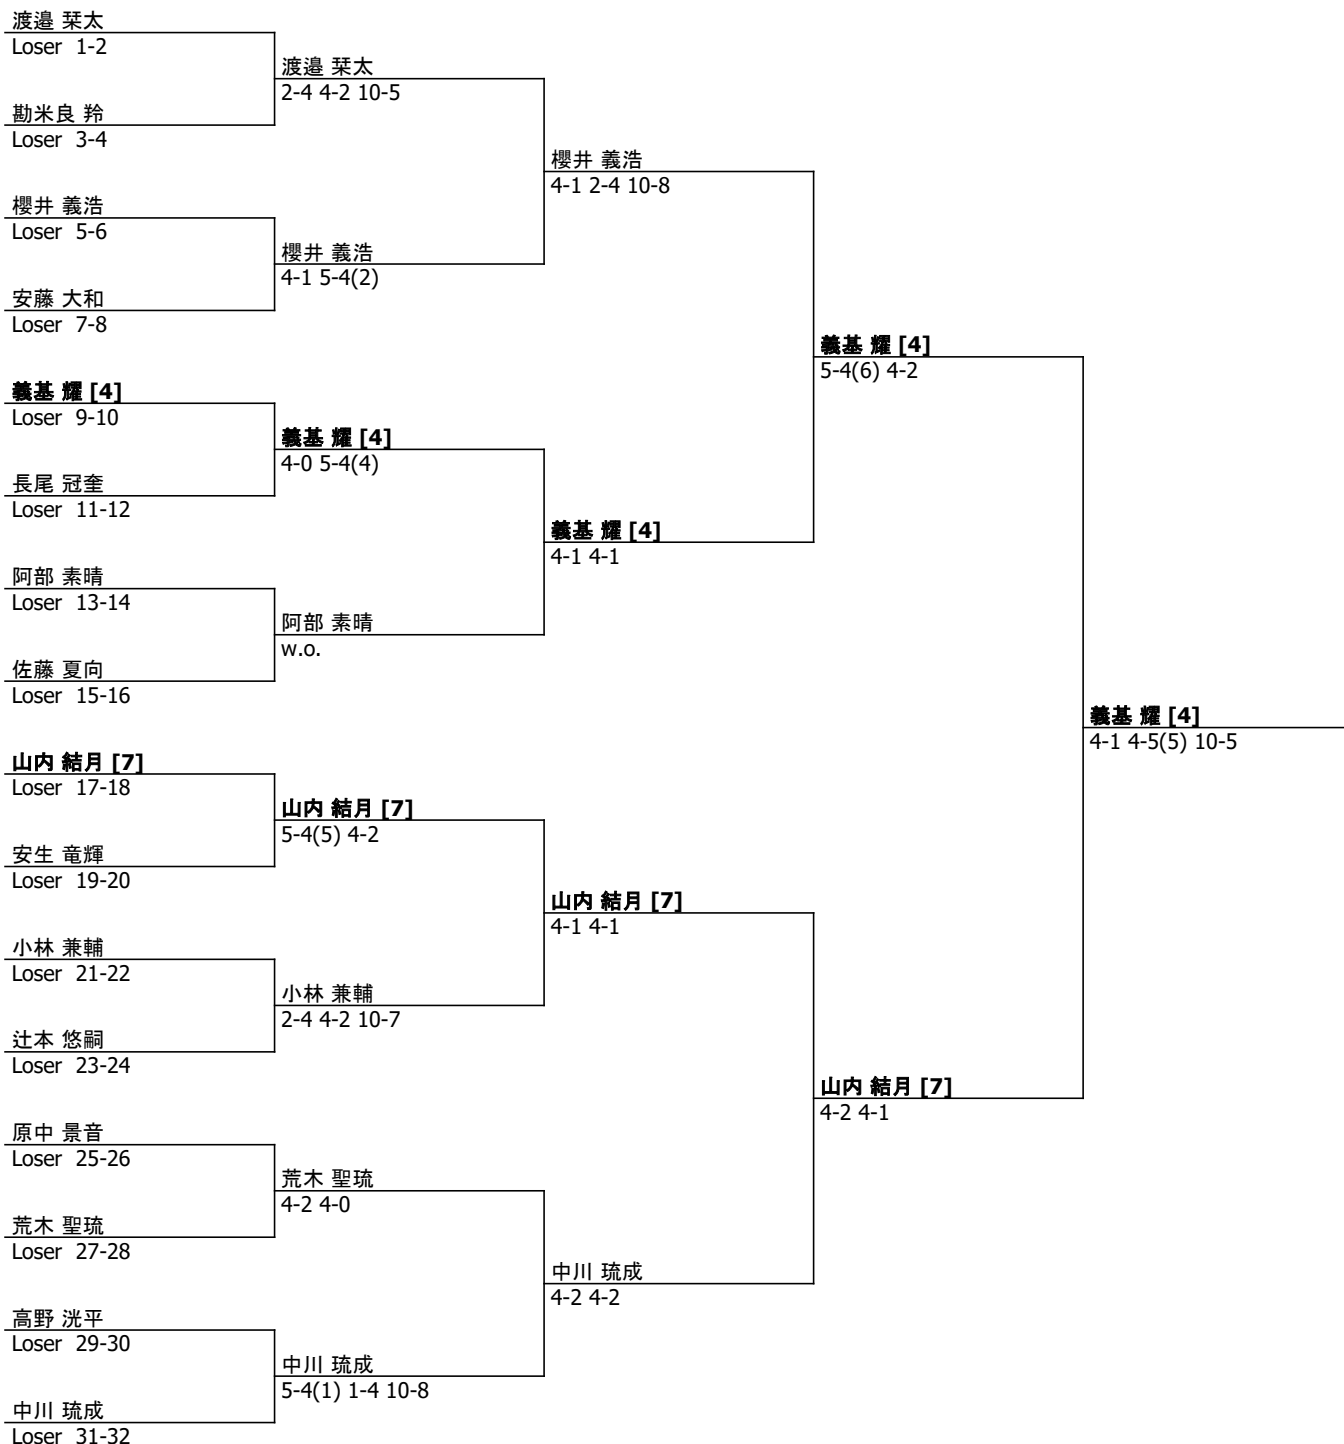 渡邉 栞太
Loser 1-2
渡邉 栞太
2-4 4-2 10-5
勘米良 羚
Loser 3-4
櫻井 義浩
4-1 2-4 10-8
櫻井 義浩
Loser 5-6
櫻井 義浩
4-1 5-4(2)
安藤 大和
Loser 7-8
義基 耀 [4]
5-4(6) 4-2
義基 耀 [4]
Loser 9-10
義基 耀 [4]
4-0 5-4(4)
長尾 冠奎
Loser 11-12
義基 耀 [4]
4-1 4-1
阿部 素晴
Loser 13-14
阿部 素晴
w.o.
佐藤 夏向
Loser 15-16
義基 耀 [4]
4-1 4-5(5) 10-5
山内 結月 [7]
Loser 17-18
山内 結月 [7]
5-4(5) 4-2
安生 竜輝
Loser 19-20
山内 結月 [7]
4-1 4-1
小林 兼輔
Loser 21-22
小林 兼輔
2-4 4-2 10-7
辻本 悠嗣
Loser 23-24
山内 結月 [7]
4-2 4-1
原中 景音
Loser 25-26
荒木 聖琉
4-2 4-0
荒木 聖琉
Loser 27-28
中川 琉成
4-2 4-2
高野 洸平
Loser 29-30
中川 琉成
5-4(1) 1-4 10-8
中川 琉成
Loser 31-32